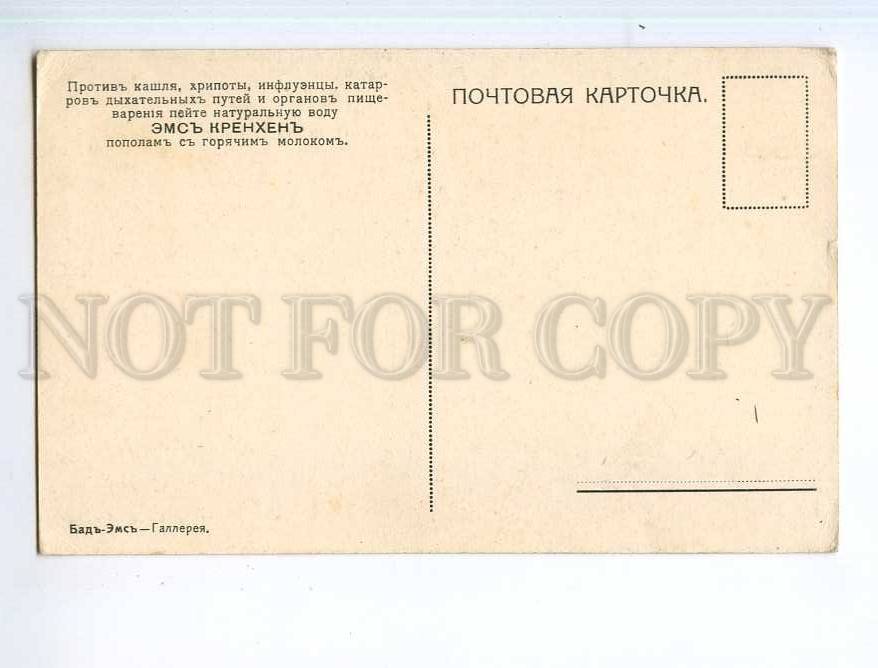 Противъ кашля, хрипоты, инфлуэнцы, катар-
ровъ дыхательныхъ путей и органовъ пище-
варенія пейте натуральную воду
ЭМСЪ КРЕНХЕНЪ
пополамъ съ горячимъ молокомъ.
ПОЧТОВАЯ КАРТОЧКА.
NOT FOR COPY
Бадъ-Эмсъ—Галлерея.